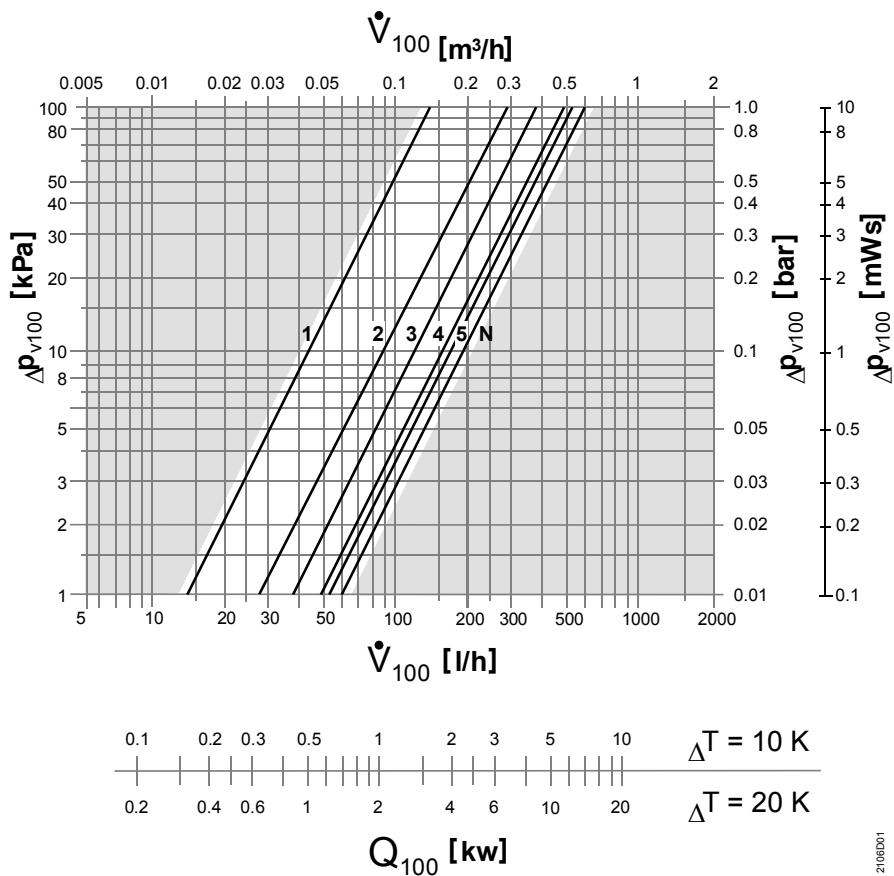 V̇100 [m³/h]
0.005 0.01 0.02 0.03 0.05 0.1 0.2 0.3 0.5 1 2
100 1.0 10
80 0.8 8
50 0.5 5
40 0.4 4
30 0.3 3
20 0.2 2
1 2 3 4 5 N
10 0.1 1
8
5 0.05 0.5
3 0.03 0.3
2 0.02 0.2
1 0.01 0.1
Δpv100 [kPa]
Δpv100 [bar]
Δpv100 [mWs]
5 10 20 30 50 100 200 300 500 1000 2000
V̇100 [l/h]
0.1 0.2 0.3 0.5 1 2 3 5 10 ΔT = 10 K
0.2 0.4 0.6 1 2 4 6 10 20 ΔT = 20 K
Q100 [kw]
2106D01